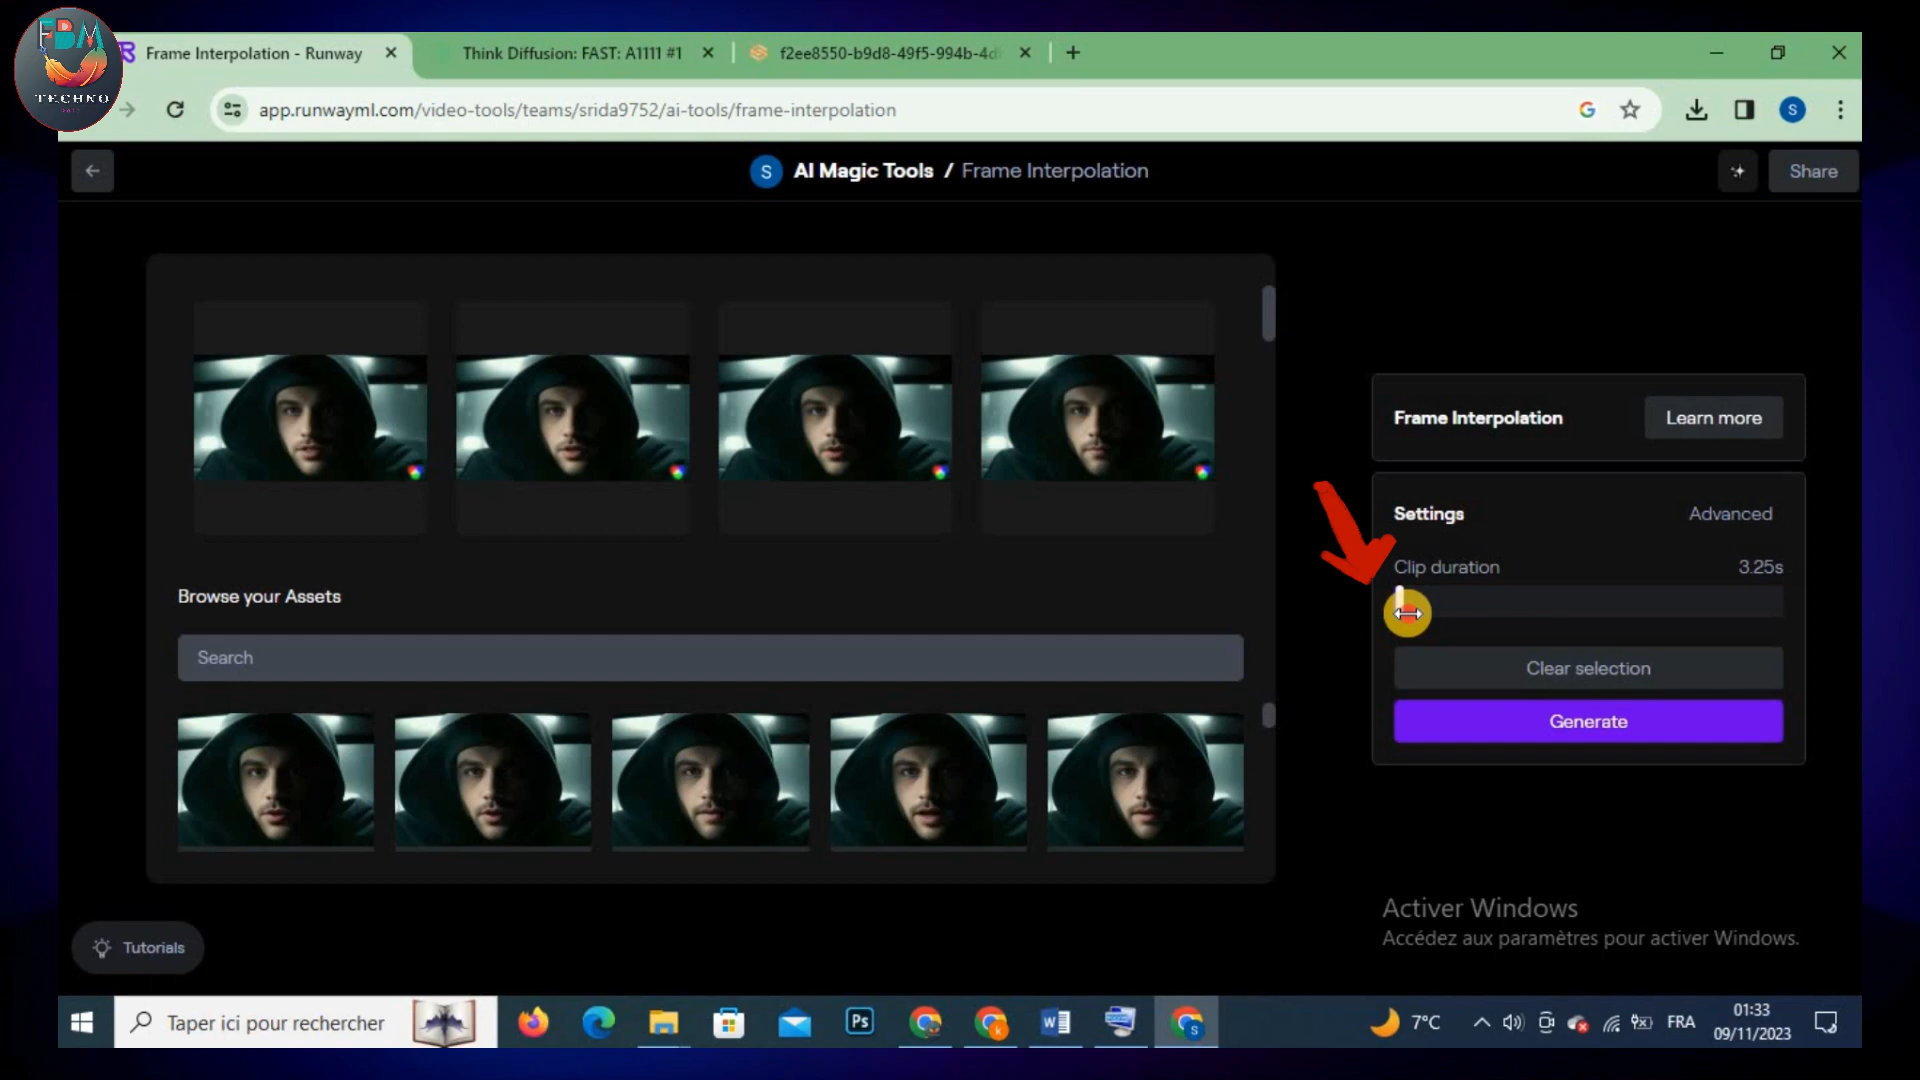 FBM
TECHNO
Frame Interpolation - Runway
Think Diffusion: FAST: A1111 #1
f2ee8550-b9d8-49f5-994b-4d
app.runwayml.com/video-tools/teams/srida9752/ai-tools/frame-interpolation
G
S
S
AI Magic Tools / Frame Interpolation
Share
Frame Interpolation
Learn more
Settings
Advanced
Clip duration
3.25s
Browse your Assets
Search
Clear selection
Generate
Activer Windows
Accédez aux paramètres pour activer Windows.
Tutorials
Taper ici pour rechercher
Ps
k
W
S
7°C
FRA
01:33
09/11/2023